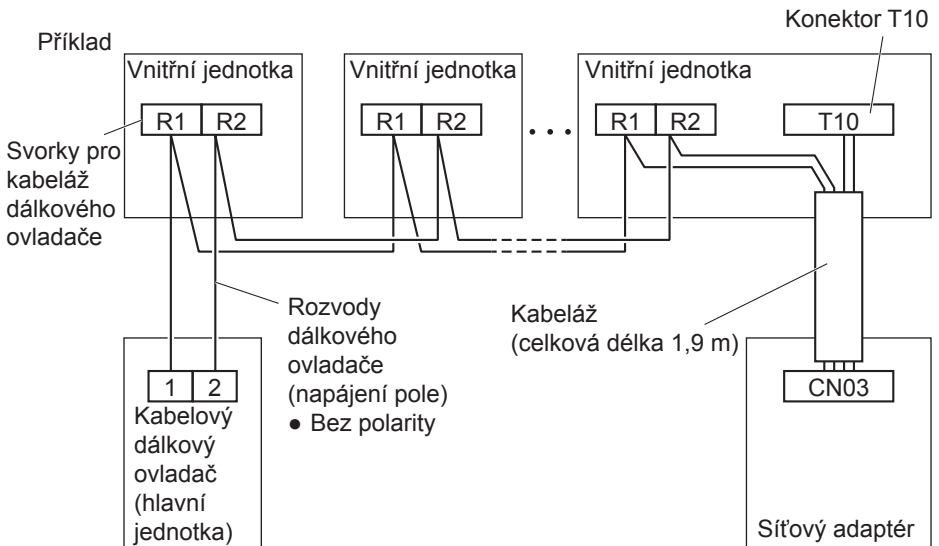 Konektor T10
Příklad
Vnitřní jednotka
Vnitřní jednotka
Vnitřní jednotka
R1 R2
R1 R2
R1 R2
T10
Svorky pro
kabeláž
dálkového
ovladače
Rozvody
dálkového
ovladače
(napájení pole)
● Bez polarity
Kabeláž
(celková délka 1,9 m)
1 2
Kabelový
dálkový
ovladač
(hlavní
jednotka)
CN03
Síťový adaptér